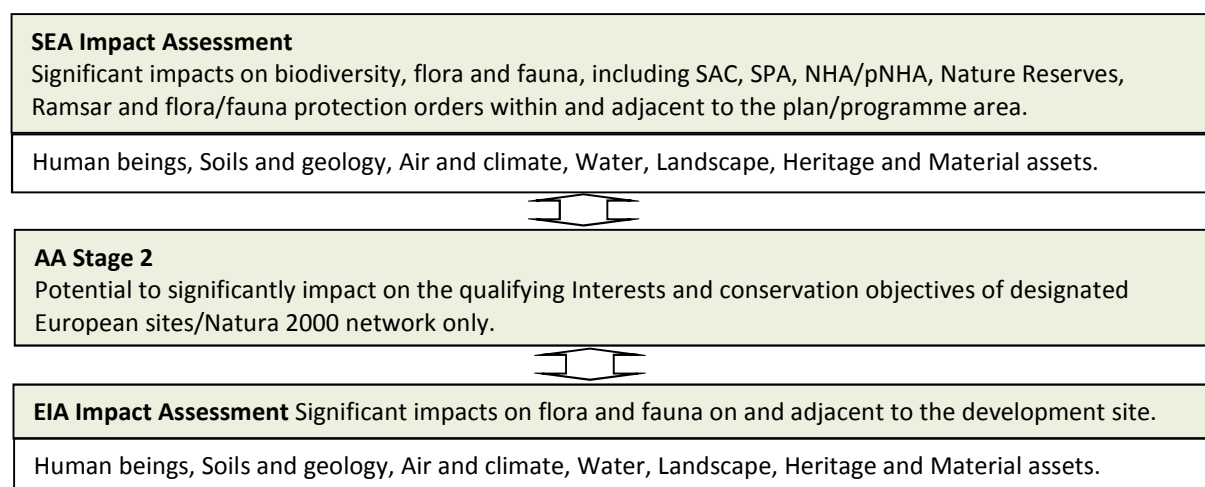 SEA Impact Assessment
Significant impacts on biodiversity, flora and fauna, including SAC, SPA, NHA/pNHA, Nature Reserves,
Ramsar and flora/fauna protection orders within and adjacent to the plan/programme area.
Human beings, Soils and geology, Air and climate, Water, Landscape, Heritage and Material assets.
AA Stage 2
Potential to significantly impact on the qualifying Interests and conservation objectives of designated
European sites/Natura 2000 network only.
EIA Impact Assessment Significant impacts on flora and fauna on and adjacent to the development site.
Human beings, Soils and geology, Air and climate, Water, Landscape, Heritage and Material assets.